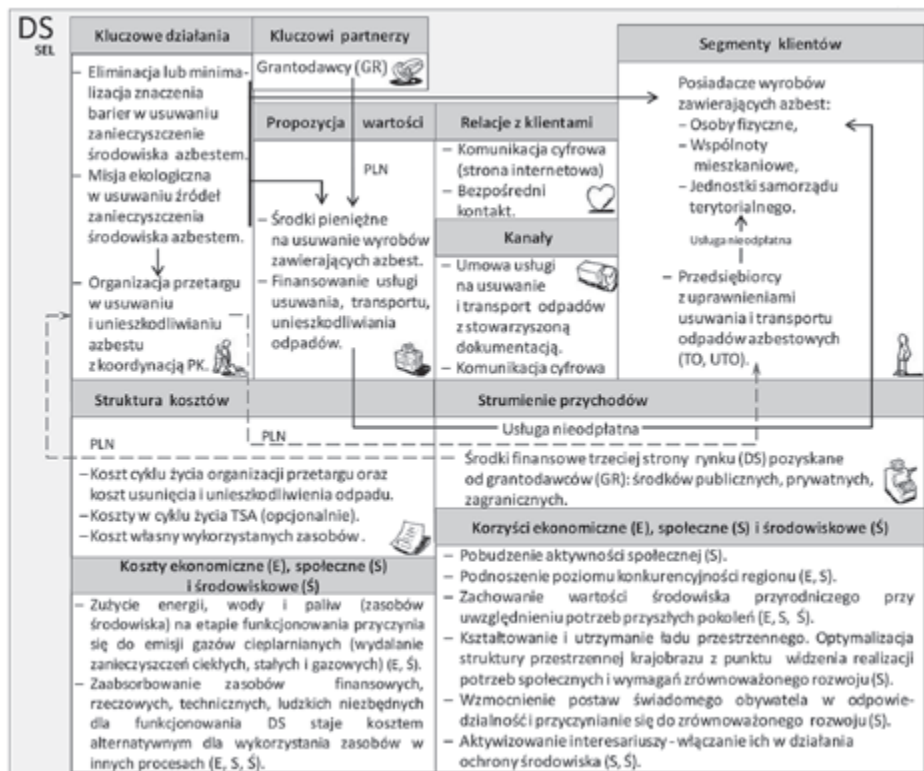 DS
SEL
Kluczowe działania
– Eliminacja lub minima-
lizacja znaczenia
barier w usuwaniu
zanieczyszczenie
środowiska azbestem.
– Misja ekologiczna
w usuwaniu źródeł
zanieczyszczenia
środowiska azbestem.
– Organizacja przetargu
w usuwaniu
i unieszkodliwianiu
azbestu
z koordynacją PK.
Kluczowi partnerzy
Grantodawcy (GR)
Propozycja wartości
PLN
– Środki pieniężne
na usuwanie wyrobów
zawierających azbest.
– Finansowanie usługi
usuwania, transportu,
unieszkodliwiania
odpadów.
Relacje z klientami
– Komunikacja cyfrowa
(strona internetowa)
– Bezpośredni
kontakt.
Kanały
– Umowa usługi
na usuwanie
i transport odpadów
z stowarzyszoną
dokumentacją.
– Komunikacja cyfrowa
Segmenty klientów
Posiadacze wyrobów
zawierających azbest:
– Osoby fizyczne,
– Wspólnoty
mieszkaniowe,
– Jednostki samorządu
terytorialnego.
Usługa nieodpłatna
– Przedsiębiorcy
z uprawnieniami
usuwania i transportu
odpadów azbestowych
(TO, UTO).
Struktura kosztów
PLN
– Koszt cyklu życia organizacji przetargu oraz
koszt usunięcia i unieszkodliwienia odpadu.
– Koszty w cyklu życia TSA (opcjonalnie).
– Koszt własny wykorzystanych zasobów.
Strumienie przychodów
Usługa nieodpłatna
PLN
Środki finansowe trzeciej strony rynku (DS) pozyskane
od grantodawców (GR): środków publicznych, prywatnych,
zagranicznych.
Koszty ekonomiczne (E), społeczne (S)
i środowiskowe (Ś)
– Zużycie energii, wody i paliw (zasobów
środowiska) na etapie funkcjonowania przyczynia
się do emisji gazów cieplarnianych (wydalanie
zanieczyszczeń ciekłych, stałych i gazowych) (E, Ś).
– Zaabsorbowanie zasobów finansowych,
rzeczowych, technicznych, ludzkich niezbędnych
dla funkcjonowania DS staje kosztem
alternatywnym dla wykorzystania zasobów w
innych procesach (E, S, Ś).
Korzyści ekonomiczne (E), społeczne (S) i środowiskowe (Ś)
– Pobudzenie aktywności społecznej (S).
– Podnoszenie poziomu konkurencyjności regionu (E, S).
– Zachowanie wartości środowiska przyrodniczego przy
uwzględnieniu potrzeb przyszłych pokoleń (E, S, Ś).
– Kształtowanie i utrzymanie ładu przestrzennego. Optymalizacja
struktury przestrzennej krajobrazu z punktu widzenia realizacji
potrzeb społecznych i wymagań zrównoważonego rozwoju (S).
– Wzmocnienie postaw świadomego obywatela w odpowie-
dzialność i przyczynianie się do zrównoważonego rozwoju (S).
– Aktywizowanie interesariuszy - włączanie ich w działania
ochrony środowiska (S, Ś).